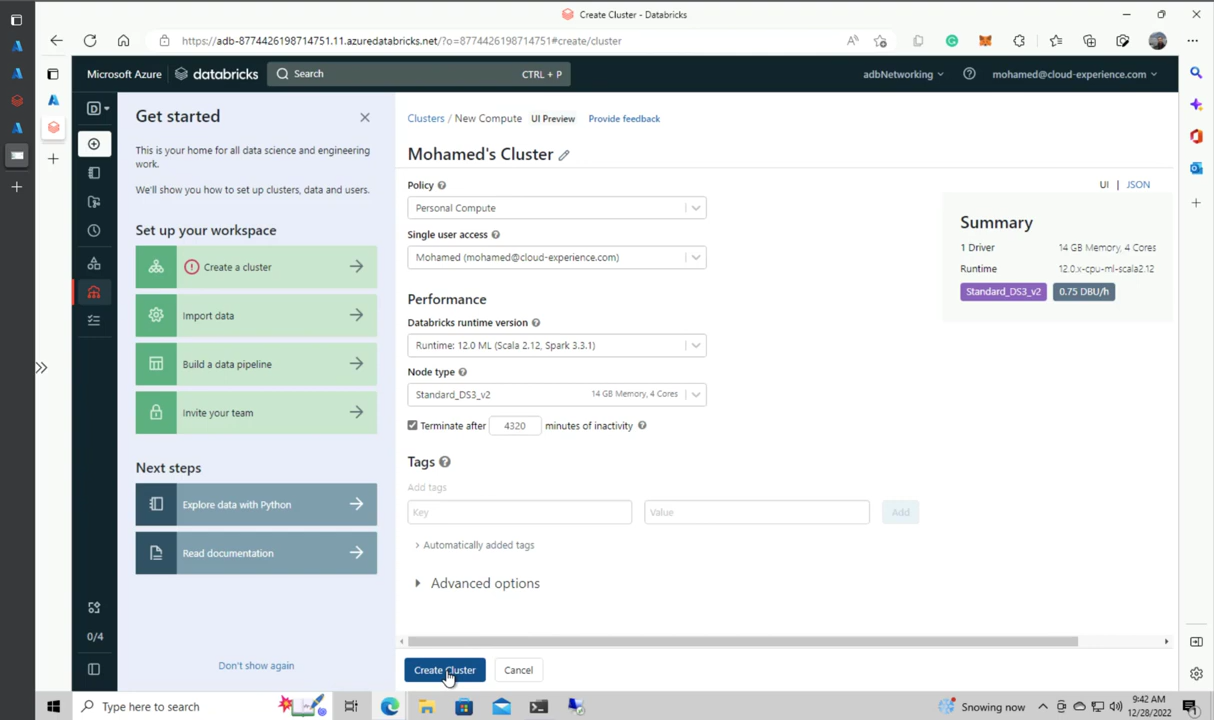 Create Cluster - Databricks
https://adb-8774426198714751.11.azuredatabricks.net/?o=8774426198714751#create/cluster
Microsoft Azure
databricks
Search
CTRL + P
adbNetworking
mohamed@cloud-experience.com
D
Get started
This is your home for all data science and engineering
work.
We'll show you how to set up clusters, data and users.
Set up your workspace
Create a cluster
Import data
Build a data pipeline
Invite your team
Next steps
Explore data with Python
Read documentation
0/4
Don't show again
Clusters / New Compute UI Preview Provide feedback
Mohamed's Cluster
UI | JSON
Policy
Personal Compute
Single user access
Mohamed (mohamed@cloud-experience.com)
Performance
Databricks runtime version
Runtime: 12.0 ML (Scala 2.12, Spark 3.3.1)
Node type
Standard_DS3_v2 14 GB Memory, 4 Cores
Terminate after 4320 minutes of inactivity
Tags
Add tags
Key
Value
Add
Automatically added tags
Advanced options
Create Cluster
Cancel
Summary
1 Driver 14 GB Memory, 4 Cores
Runtime 12.0.x-cpu-ml-scala2.12
Standard_DS3_v2 0.75 DBU/h
Type here to search
Snowing now
9:42 AM
12/28/2022